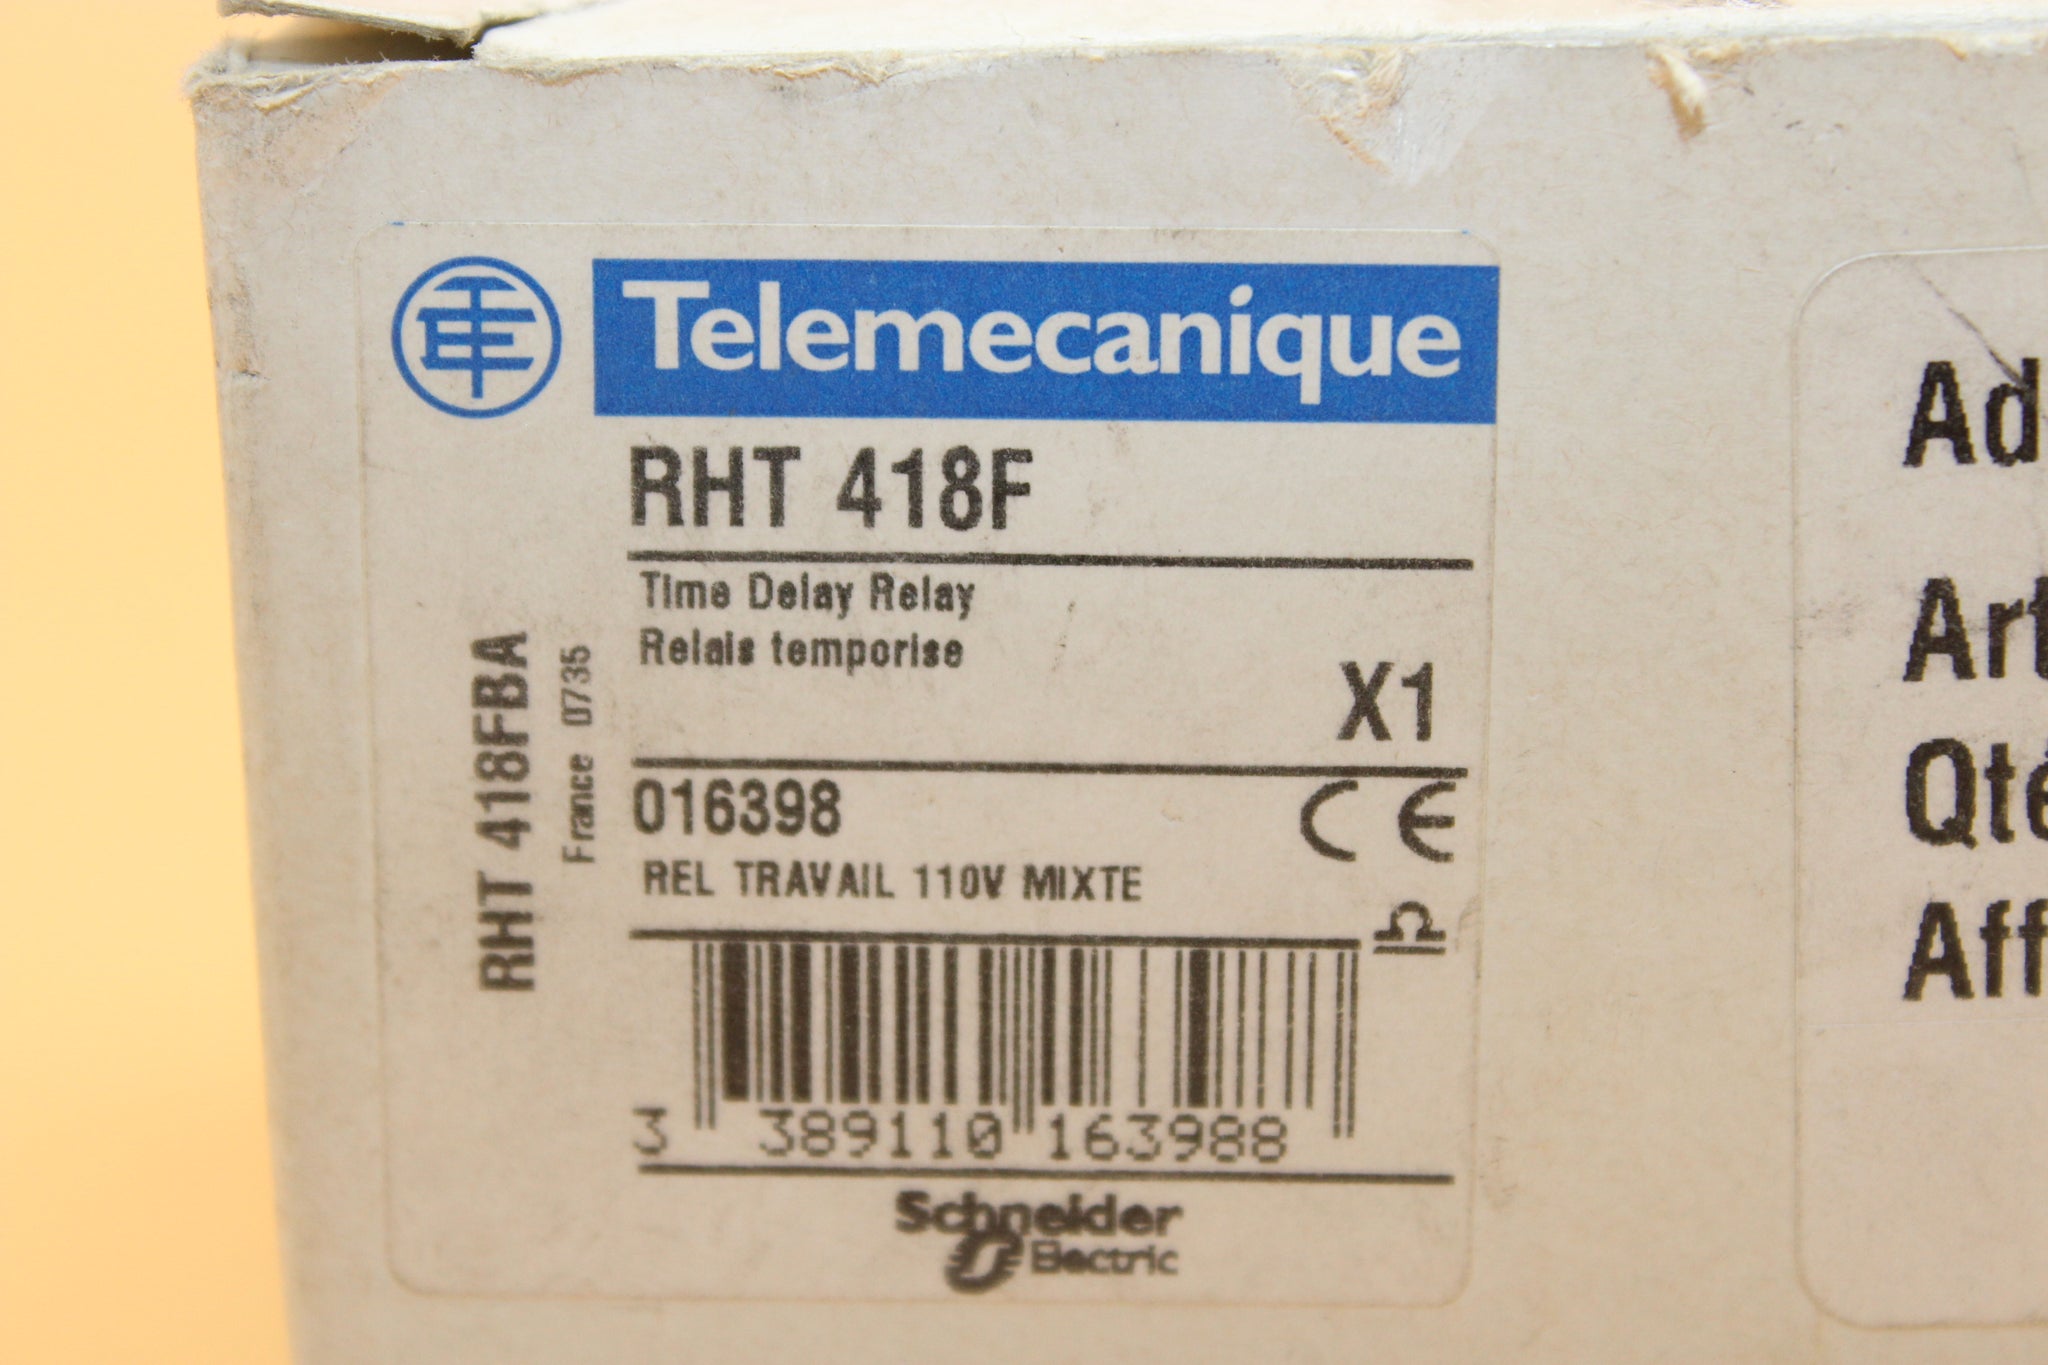 Telemecanique
RHT 418F
Time Delay Relay
Relais temporise
X1
016398
CE
REL TRAVAIL 110V MIXTE
3 389110 163988
Schneider
Electric
RHT 418FBA
France 0735
Ad
Art
Qté
Aff